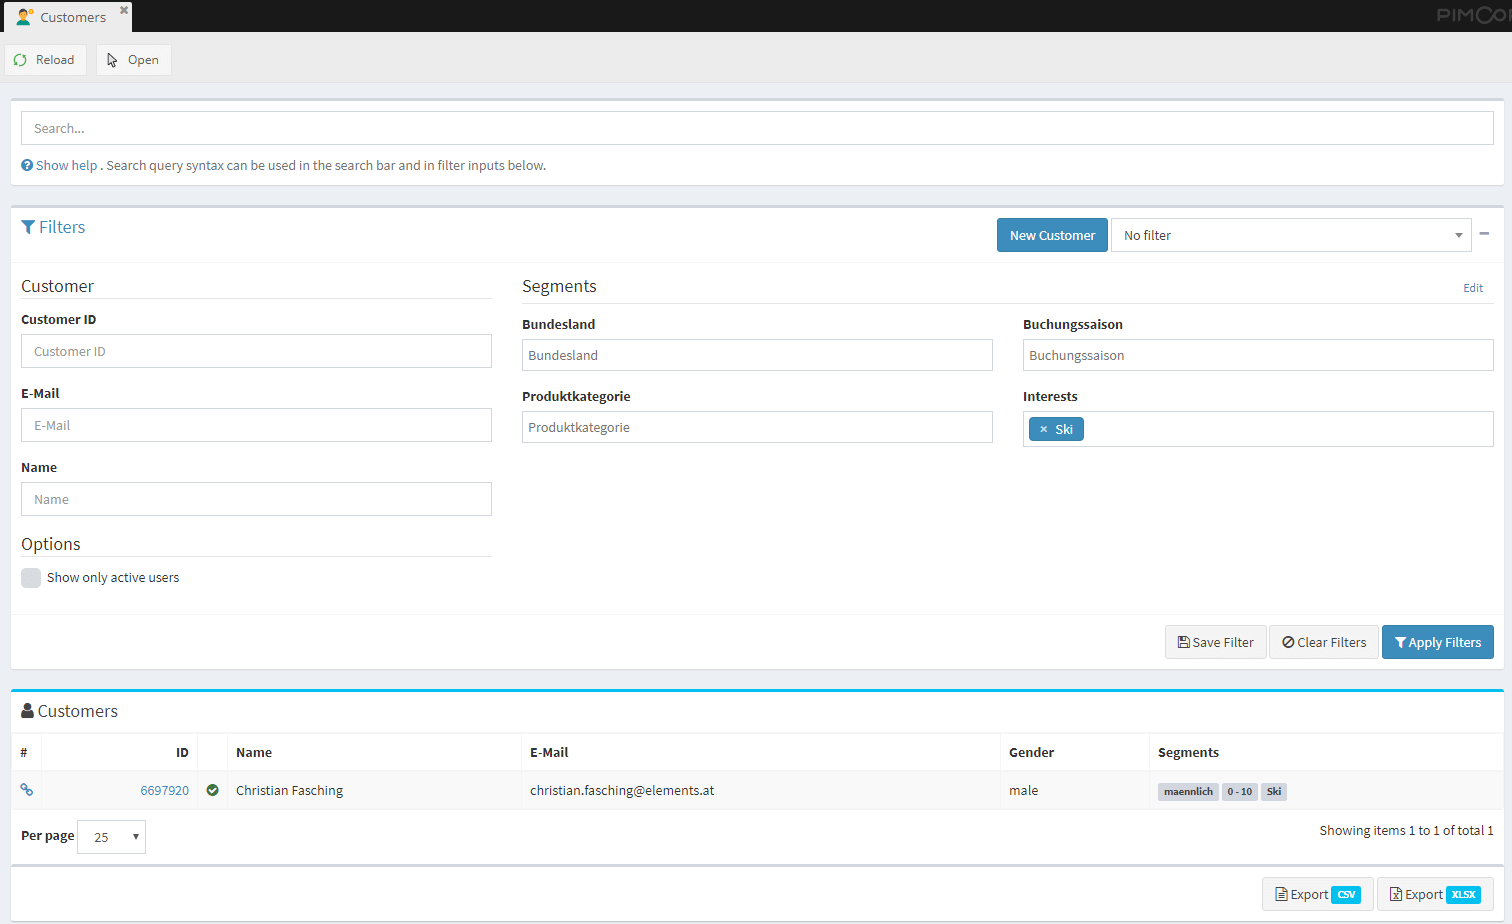 Customers
Reload
Open
Search...
Show help . Search query syntax can be used in the search bar and in filter inputs below.
Filters
New Customer
No filter
Customer
Customer ID
Customer ID
E-Mail
E-Mail
Name
Name
Options
Show only active users
Segments
Edit
Bundesland
Bundesland
Buchungssaison
Buchungssaison
Produktkategorie
Produktkategorie
Interests
× Ski
Save Filter
Clear Filters
Apply Filters
Customers
# ID Name E-Mail Gender Segments
6697920 Christian Fasching christian.fasching@elements.at male maennlich 0 - 10 Ski
Per page 25
Showing items 1 to 1 of total 1
Export CSV
Export XLSX